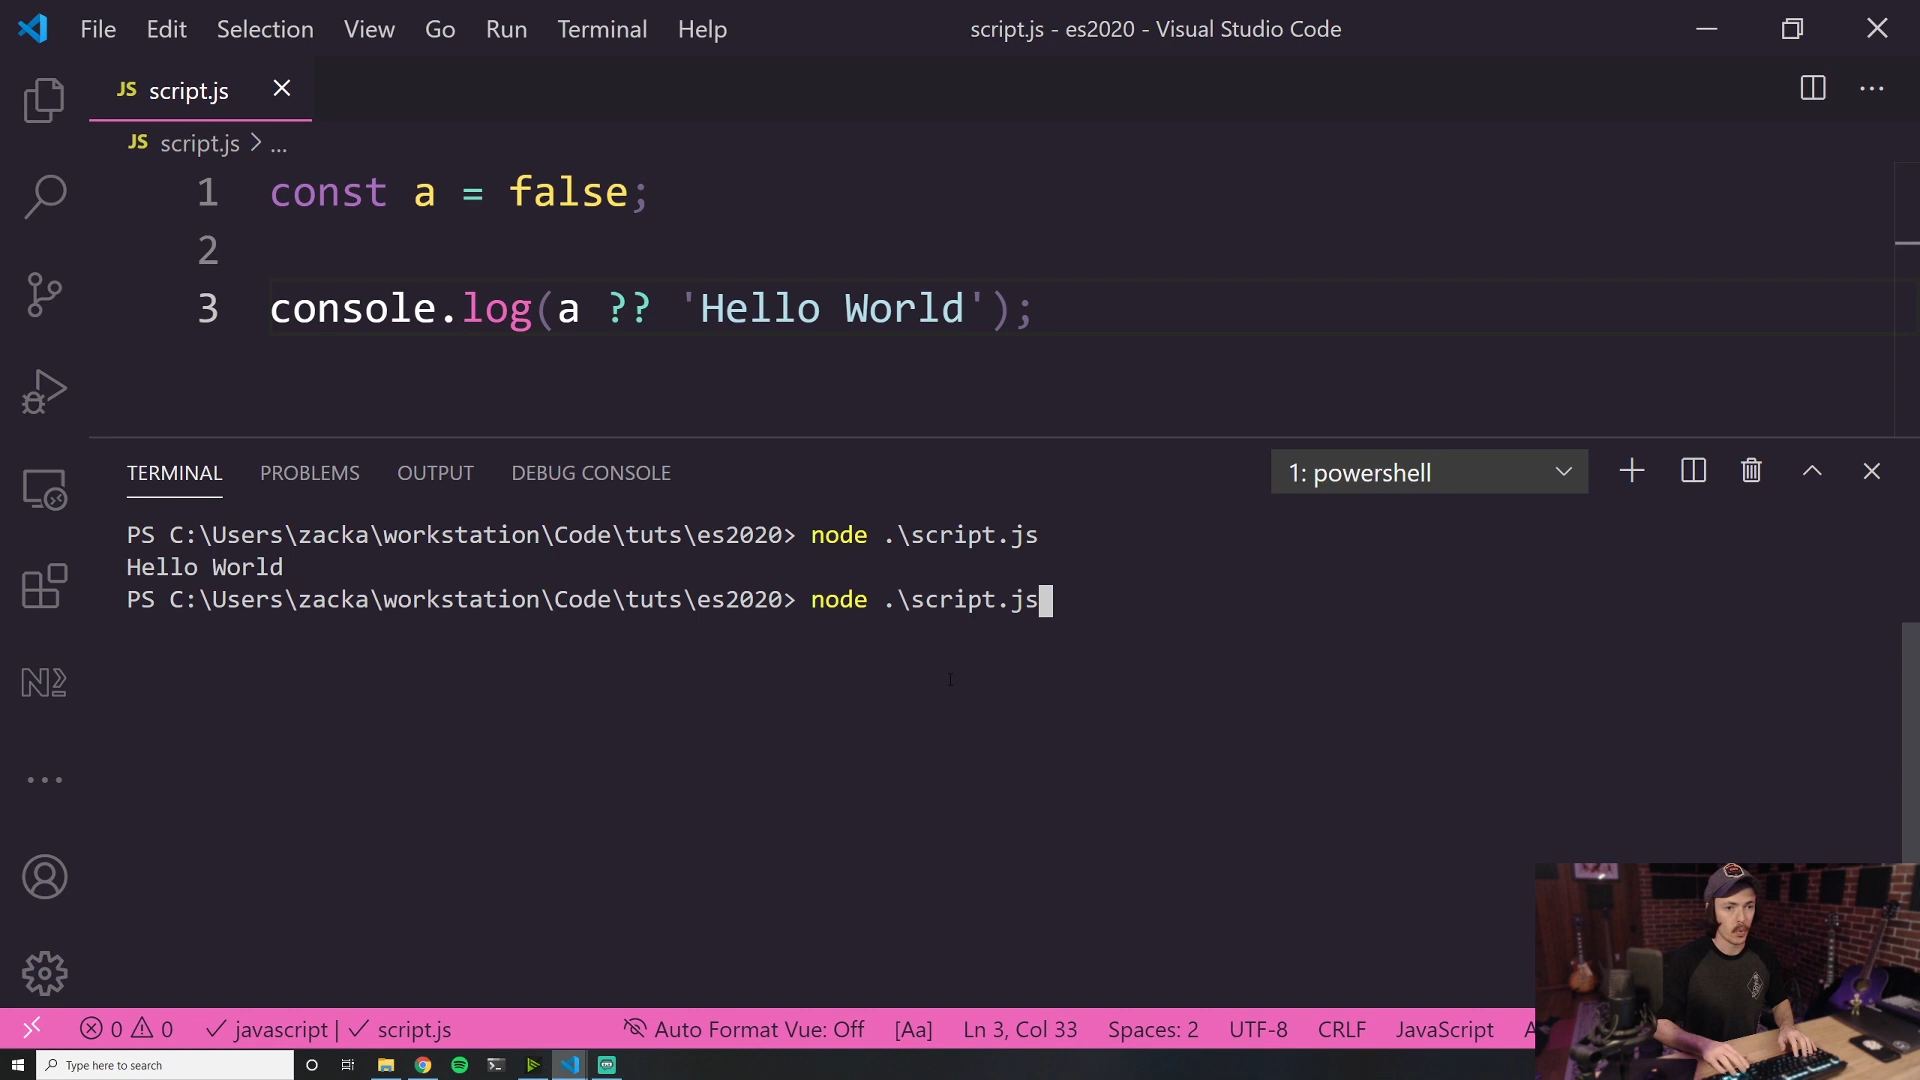 File Edit Selection View Go Run Terminal Help
script.js - es2020 - Visual Studio Code
JS script.js
JS script.js > ...
1 const a = false;
2
3 console.log(a ?? 'Hello World');
TERMINAL PROBLEMS OUTPUT DEBUG CONSOLE
1: powershell
PS C:\Users\zacka\workstation\Code\tuts\es2020> node .\script.js
Hello World
PS C:\Users\zacka\workstation\Code\tuts\es2020> node .\script.js
0 0 javascript | script.js Auto Format Vue: Off [Aa] Ln 3, Col 33 Spaces: 2 UTF-8 CRLF JavaScript
Type here to search